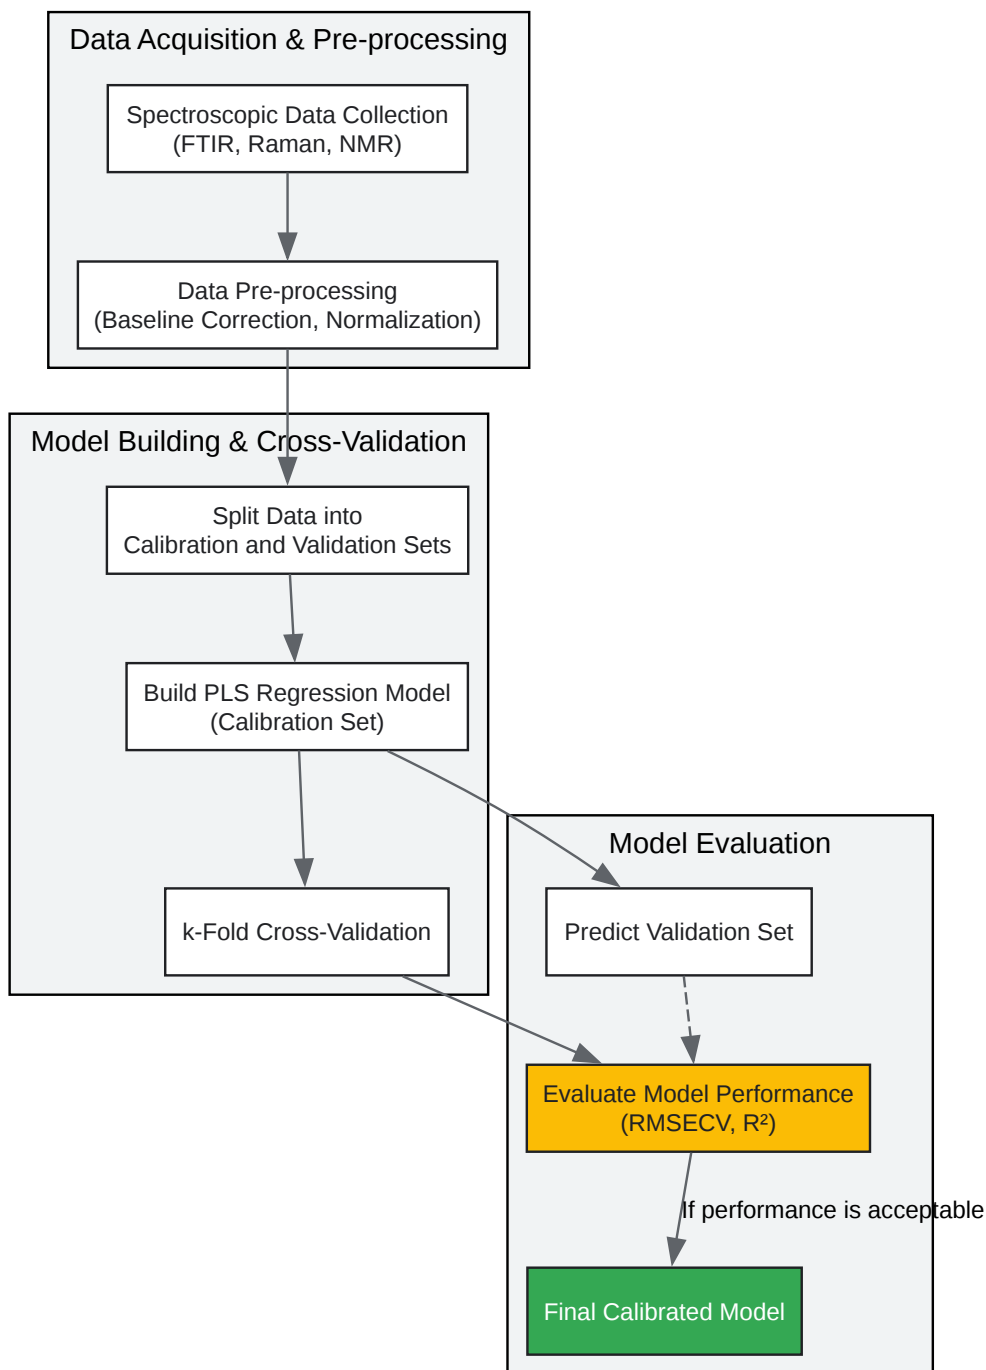 Data Acquisition & Pre-processing
Spectroscopic Data Collection
(FTIR, Raman, NMR)
Data Pre-processing
(Baseline Correction, Normalization)
Model Building & Cross-Validation
Split Data into
Calibration and Validation Sets
Build PLS Regression Model
(Calibration Set)
k-Fold Cross-Validation
Model Evaluation
Predict Validation Set
Evaluate Model Performance
(RMSECV, R²)
If performance is acceptable
Final Calibrated Model